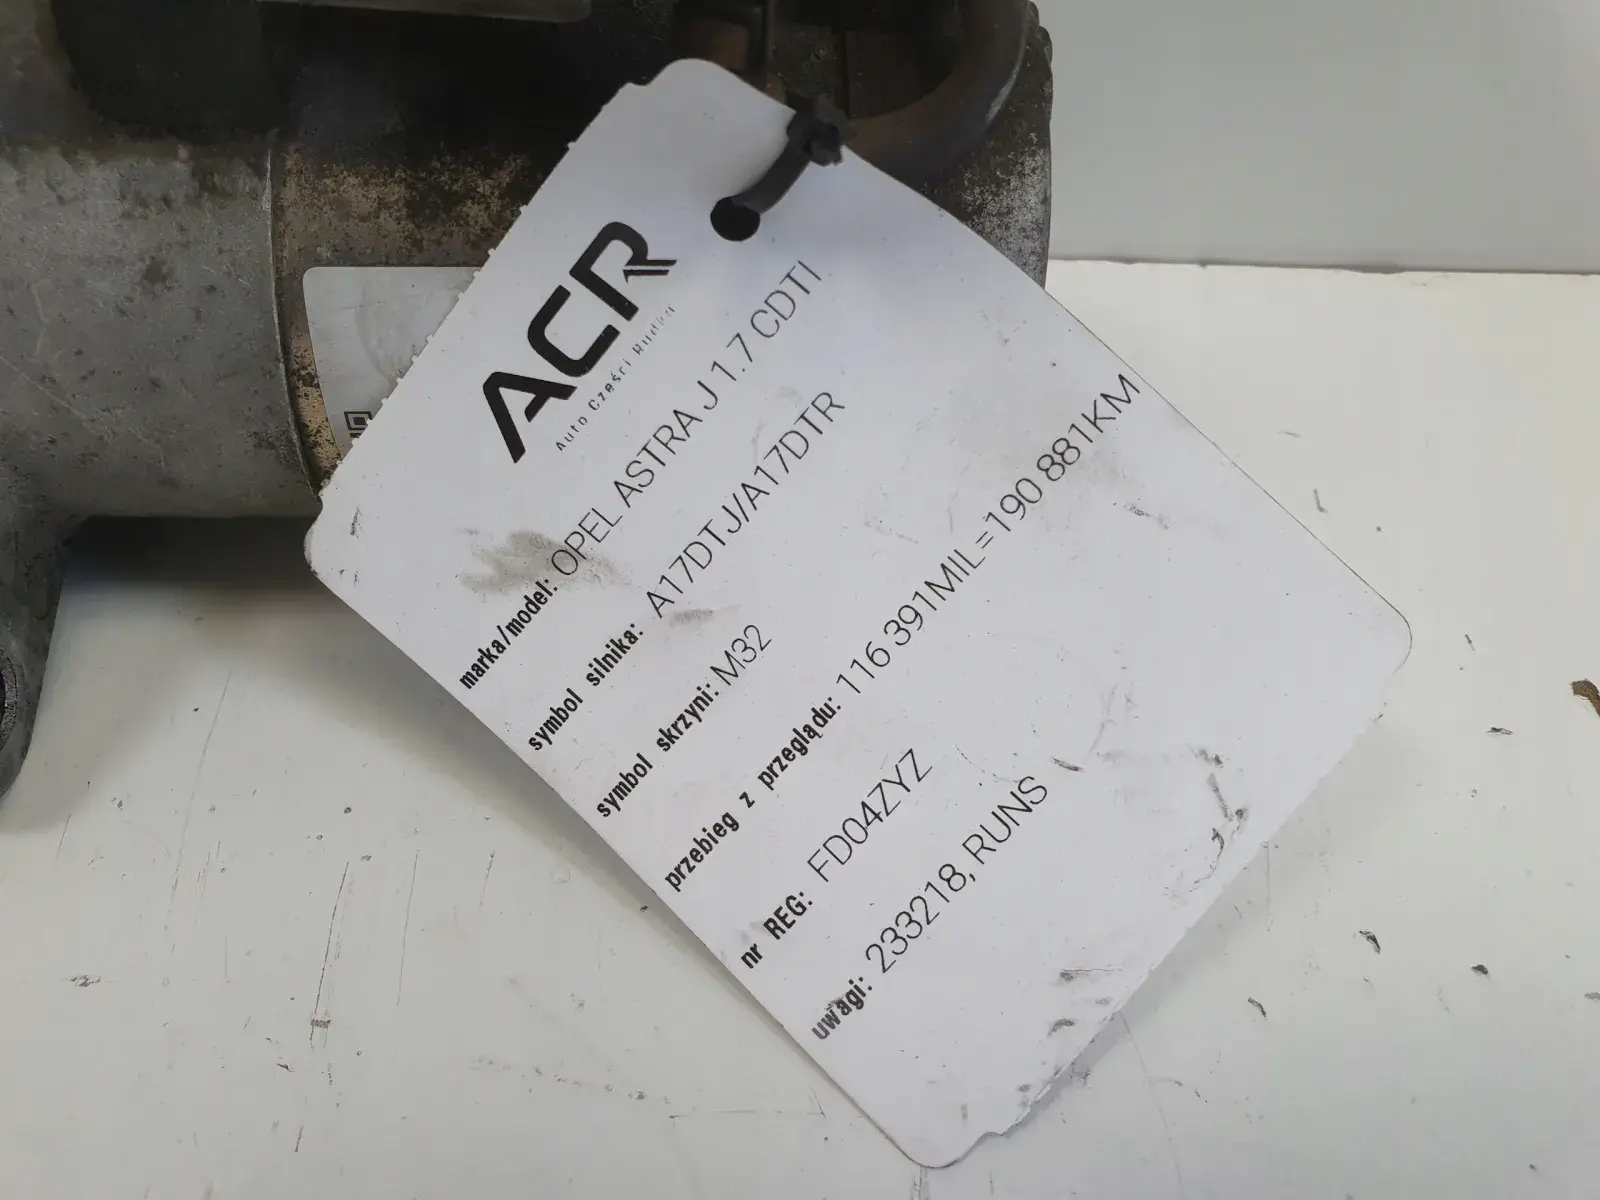 ACR
Auto Części Rudka
marka/model: OPEL ASTRA J 1.7 CDTI
symbol silnika: A17DTJ/A17DTR
symbol skrzyni: M32
przebieg z przeglądu: 116 391MIL=190 881KM
nr REG: FD04ZYZ
uwagi: 233218, RUNS